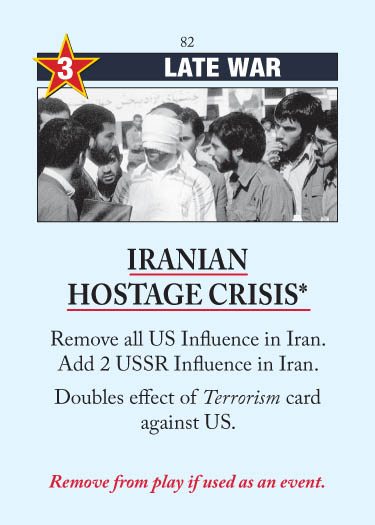 82
3
LATE WAR
IRANIAN
HOSTAGE CRISIS*
Remove all US Influence in Iran.
Add 2 USSR Influence in Iran.
Doubles effect of Terrorism card
against US.
Remove from play if used as an event.